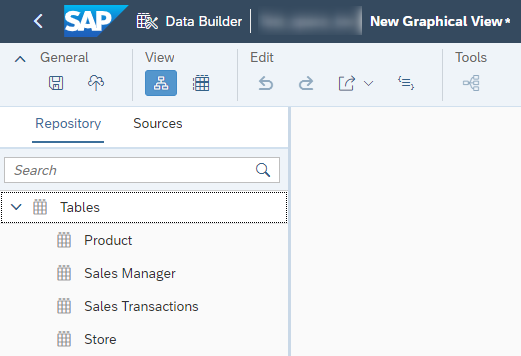 SAP Data Builder New Graphical View*
General View Edit Tools
Repository Sources
Search
Tables
Product
Sales Manager
Sales Transactions
Store